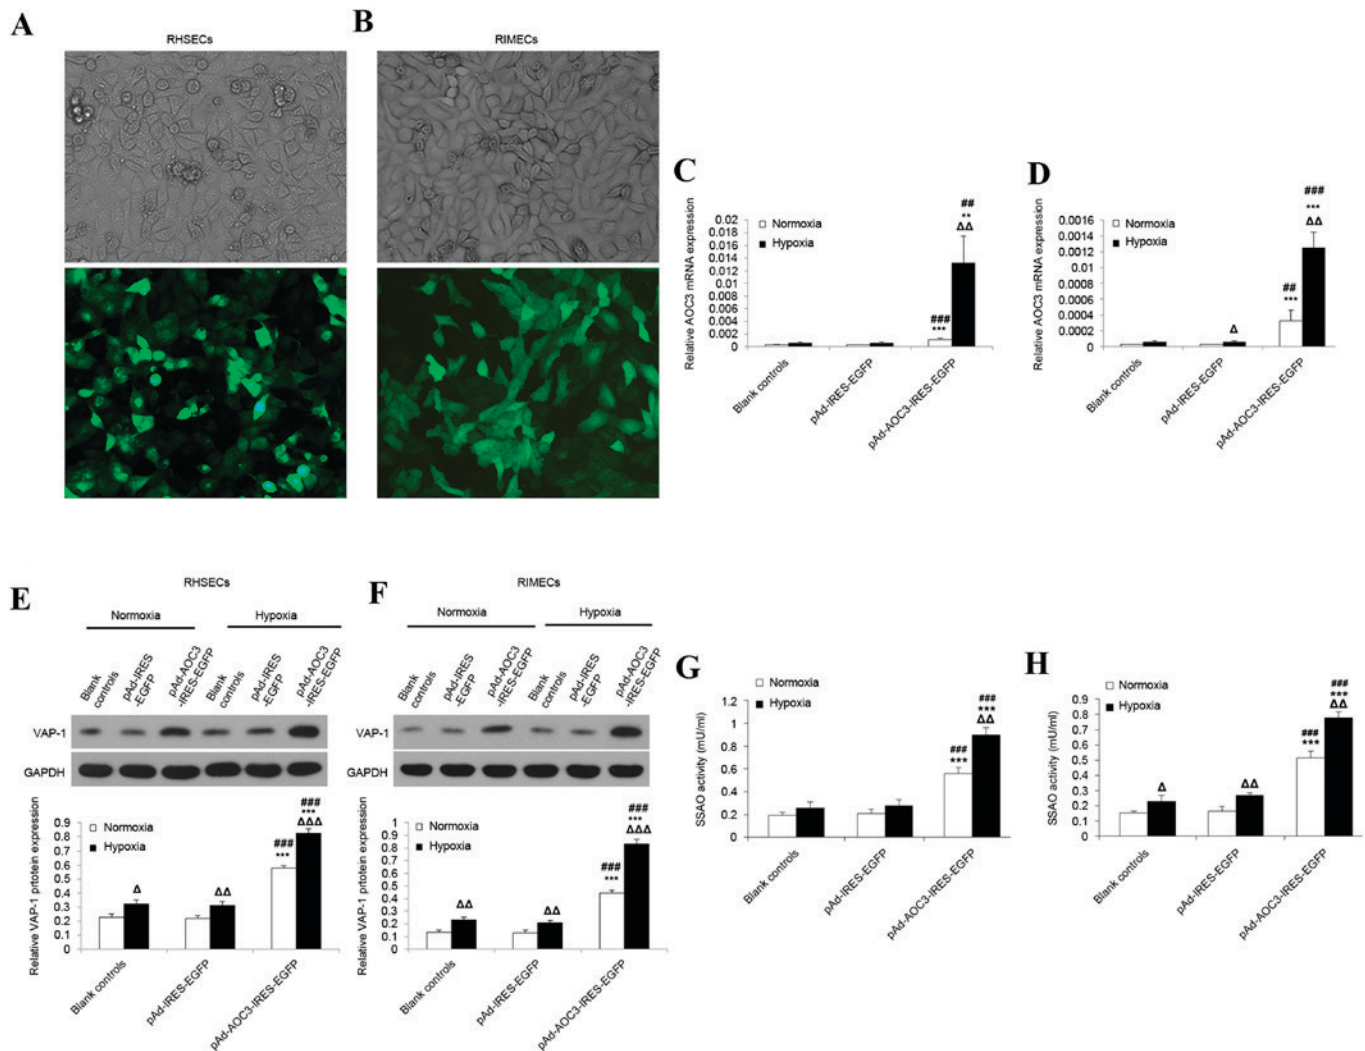 A
RHSECs
B
RIMECs
C
Relative AOC3 mRNA expression
0.02
0.018
0.016
0.014
0.012
0.01
0.008
0.006
0.004
0.002
0
Normoxia
Hypoxia
###
***
##
**
ΔΔ
Blank controls
pAd-IRES-EGFP
pAd-AOC3-IRES-EGFP
D
Relative AOC3 mRNA expression
0.0016
0.0014
0.0012
0.001
0.0008
0.0006
0.0004
0.0002
0
Normoxia
Hypoxia
Δ
##
***
###
***
ΔΔ
Blank controls
pAd-IRES-EGFP
pAd-AOC3-IRES-EGFP
E
RHSECs
Normoxia
Hypoxia
Blank
controls
pAd-IRES
-EGFP
pAd-AOC3
-IRES-EGFP
Blank
controls
pAd-IRES
-EGFP
pAd-AOC3
-IRES-EGFP
VAP-1
GAPDH
Relative VAP-1 prtotein expression
0.9
0.8
0.7
0.6
0.5
0.4
0.3
0.2
0.1
0
Normoxia
Hypoxia
Δ
ΔΔ
###
***
###
***
ΔΔΔ
Blank controls
pAd-IRES-EGFP
pAd-AOC3-IRES-EGFP
F
RIMECs
Normoxia
Hypoxia
Blank
controls
pAd-IRES
-EGFP
pAd-AOC3
-IRES-EGFP
Blank
controls
pAd-IRES
-EGFP
pAd-AOC3
-IRES-EGFP
VAP-1
GAPDH
Relative VAP-1 prtotein expression
1
0.9
0.8
0.7
0.6
0.5
0.4
0.3
0.2
0.1
0
Normoxia
Hypoxia
ΔΔ
ΔΔ
###
***
###
***
ΔΔΔ
Blank controls
pAd-IRES-EGFP
pAd-AOC3-IRES-EGFP
G
SSAO activity (mU/ml)
1.2
1
0.8
0.6
0.4
0.2
0
Normoxia
Hypoxia
###
***
###
***
ΔΔ
Blank controls
pAd-IRES-EGFP
pAd-AOC3-IRES-EGFP
H
SSAO activity (mU/ml)
0.9
0.8
0.7
0.6
0.5
0.4
0.3
0.2
0.1
0
Normoxia
Hypoxia
Δ
ΔΔ
###
***
###
***
ΔΔ
Blank controls
pAd-IRES-EGFP
pAd-AOC3-IRES-EGFP